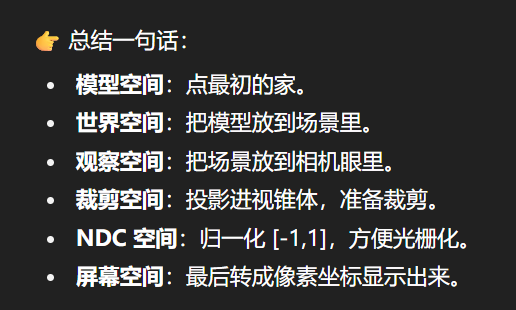 👉 总结一句话：
• 模型空间：点最初的家。
• 世界空间：把模型放到场景里。
• 观察空间：把场景放到相机眼里。
• 裁剪空间：投影进视锥体，准备裁剪。
• NDC 空间：归一化 [-1,1]，方便光栅化。
• 屏幕空间：最后转成像素坐标显示出来。